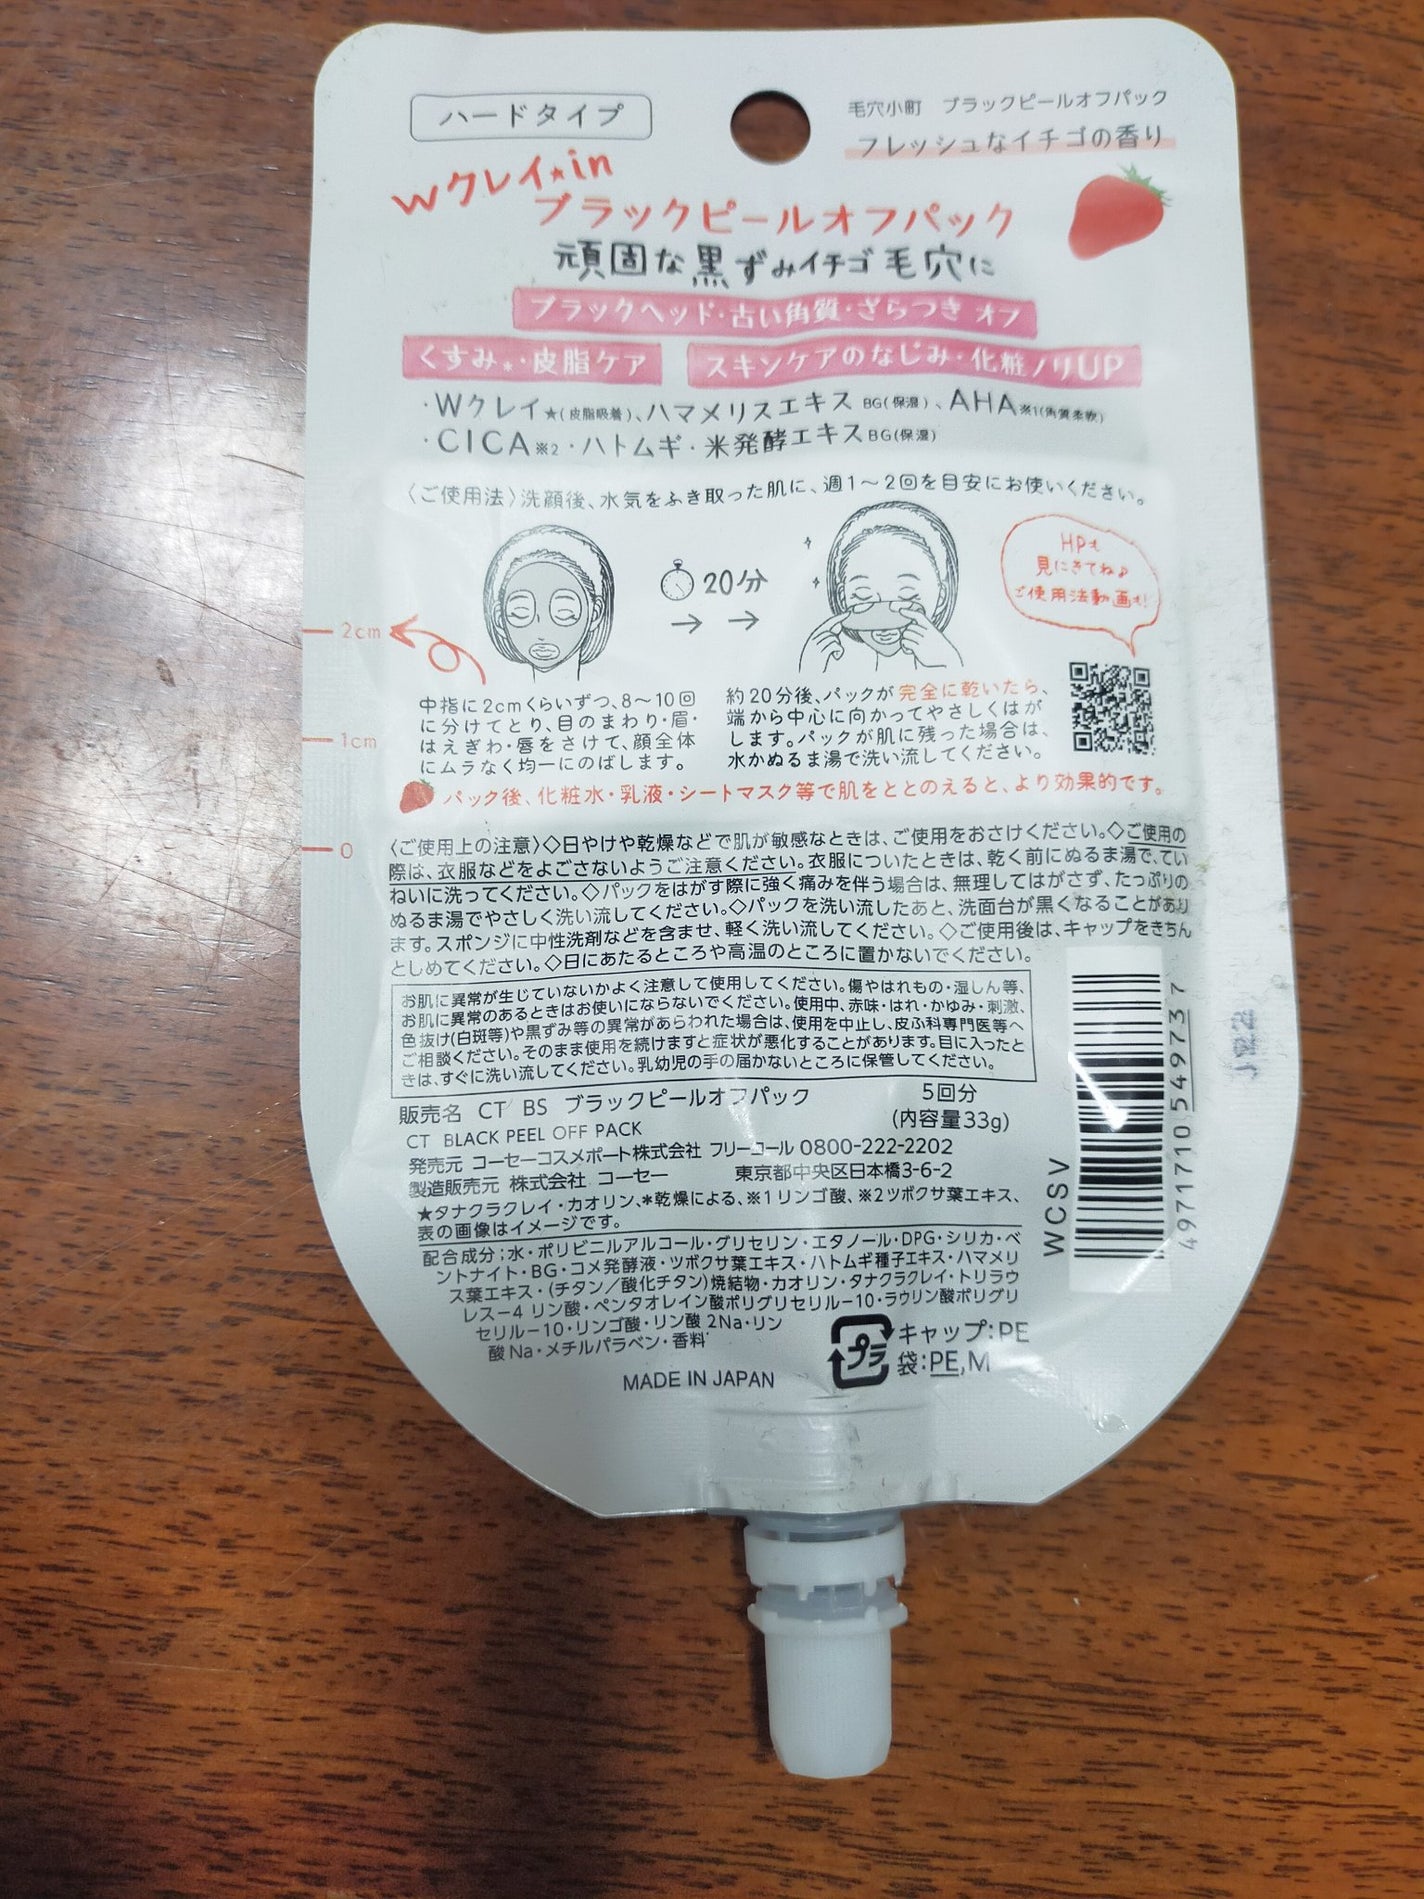 ハードタイプ
毛穴小町 ブラックピールオフパック
フレッシュなイチゴの香り
Wクレイ★in
ブラックピールオフパック
頑固な黒ずみイチゴ毛穴に
ブラックヘッド・古い角質・ざらつき オフ
くすみ*・皮脂ケア
スキンケアのなじみ・化粧ノリUP
・Wクレイ★(皮脂吸着)、ハマメリスエキス BG(保湿)、AHA※1(角質柔軟)
・CICA※2・ハトムギ・米発酵エキス BG(保湿)
〈ご使用法〉洗顔後、水気をふき取った肌に、週1〜2回を目安にお使いください。
HPも
見にきてね♪
ご使用法動画も!
20分
→ →
2cm
1cm
0
中指に2cmくらいずつ、8〜10回
に分けてとり、目のまわり・眉・
はえぎわ・唇をさけて、顔全体
にムラなく均一にのばします。
約20分後、パックが完全に乾いたら、
端から中心に向かってやさしくはが
します。パックが肌に残った場合は、
水かぬるま湯で洗い流してください。
パック後、化粧水・乳液・シートマスク等で肌をととのえると、より効果的です。
〈ご使用上の注意〉◇日やけや乾燥などで肌が敏感なときは、ご使用をおさけください。◇ご使用の
際は、衣服などをよごさないようご注意ください。衣服についたときは、乾く前にぬるま湯で、てい
ねいに洗ってください。◇パックをはがす際に強く痛みを伴う場合は、無理してはがさず、たっぷりの
ぬるま湯でやさしく洗い流してください。◇パックを洗い流したあと、洗面台が黒くなることがあり
ます。スポンジに中性洗剤などを含ませ、軽く洗い流してください。◇ご使用後は、キャップをきちん
としめてください。◇日にあたるところや高温のところに置かないでください。
お肌に異常が生じていないかよく注意して使用してください。傷やはれもの・湿しん等、
お肌に異常のあるときはお使いにならないでください。使用中、赤味・はれ・かゆみ・刺激、
色抜け(白斑等)や黒ずみ等の異常があらわれた場合は、使用を中止し、皮ふ科専門医等へ
ご相談ください。そのまま使用を続けますと症状が悪化することがあります。目に入ったと
きは、すぐに洗い流してください。乳幼児の手の届かないところに保管してください。
販売名 CT BS ブラックピールオフパック
5回分
CT BLACK PEEL OFF PACK
(内容量33g)
発売元 コーセーコスメポート株式会社 フリーコール 0800-222-2202
製造販売元 株式会社 コーセー 東京都中央区日本橋3-6-2
★タナクラクレイ・カオリン、*乾燥による、※1 リンゴ酸、※2 ツボクサ葉エキス、
表の画像はイメージです。
配合成分:水・ポリビニルアルコール・グリセリン・エタノール・DPG・シリカ・ベ
ントナイト・BG・コメ発酵液・ツボクサ葉エキス・ハトムギ種子エキス・ハマメリ
ス葉エキス・(チタン/酸化チタン)焼結物・カオリン・タナクラクレイ・トリラウ
レス-4 リン酸・ペンタオレイン酸ポリグリセリル-10・ラウリン酸ポリグリ
セリル-10・リンゴ酸・リン酸 2Na・リン
酸 Na・メチルパラベン・香料
WCSV
4 971710 549737
プラ
キャップ:PE
袋:PE,M
MADE IN JAPAN